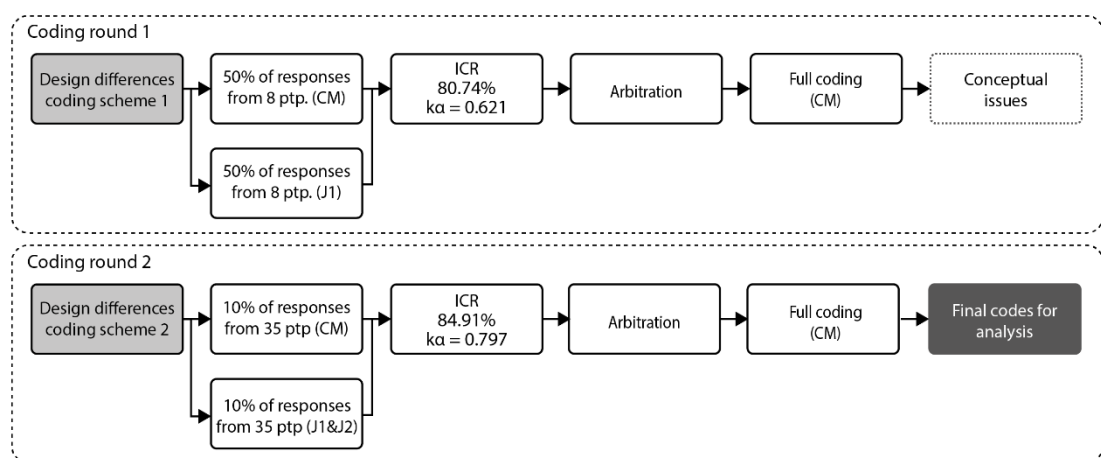 Coding round 1
Design differences
coding scheme 1
50% of responses
from 8 ptp. (CM)
50% of responses
from 8 ptp. (J1)
ICR
80.74%
kα = 0.621
Arbitration
Full coding
(CM)
Conceptual
issues
Coding round 2
Design differences
coding scheme 2
10% of responses
from 35 ptp (CM)
10% of responses
from 35 ptp (J1&J2)
ICR
84.91%
kα = 0.797
Arbitration
Full coding
(CM)
Final codes for
analysis